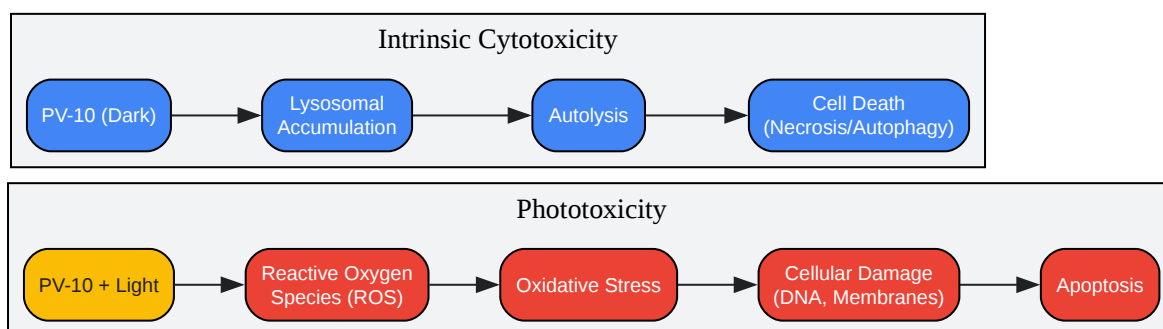 Intrinsic Cytotoxicity
PV-10 (Dark)
Lysosomal
Accumulation
Autolysis
Cell Death
(Necrosis/Autophagy)
Phototoxicity
PV-10 + Light
Reactive Oxygen
Species (ROS)
Oxidative Stress
Cellular Damage
(DNA, Membranes)
Apoptosis